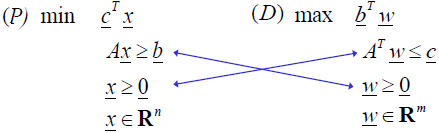 (P) min c^T x (D) max b^T w
Ax ≥ b A^T w ≤ c
x ≥ 0 w ≥ 0
x ∈ R^n w ∈ R^m